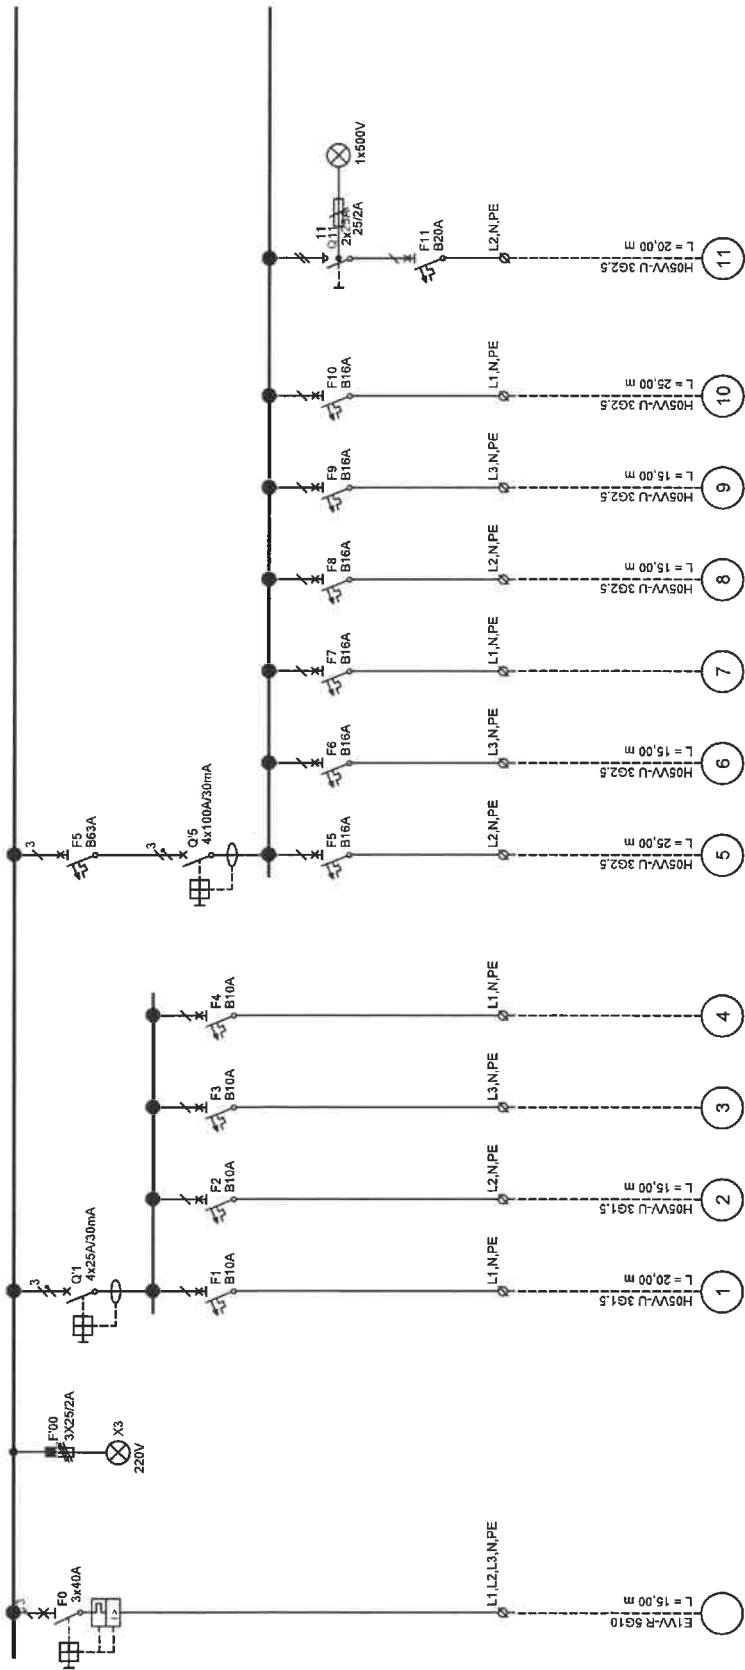 F0
3x40A
L1,L2,L3,N,PE
E1VV-R 5G10
L = 15,00 m
F'00
3X25/2A
X3
220V
3
Q'1
4x25A/30mA
F1
B10A
L1,N,PE
H05VV-U 3G1.5
L = 20,00 m
1
F2
B10A
L2,N,PE
H05VV-U 3G1.5
L = 15,00 m
2
F3
B10A
L3,N,PE
3
F4
B10A
L1,N,PE
4
3
F5
B63A
3
Q'5
4x100A/30mA
F5
B16A
L2,N,PE
H05VV-U 3G2.5
L = 25,00 m
5
F6
B16A
L3,N,PE
H05VV-U 3G2.5
L = 15,00 m
6
F7
B16A
L1,N,PE
7
F8
B16A
L2,N,PE
H05VV-U 3G2.5
L = 15,00 m
8
F9
B16A
L3,N,PE
H05VV-U 3G2.5
L = 15,00 m
9
F10
B16A
L1,N,PE
H05VV-U 3G2.5
L = 25,00 m
10
11
Q11
25/2A
1x500V
F11
B20A
L2,N,PE
H05VV-U 3G2.5
L = 20,00 m
11